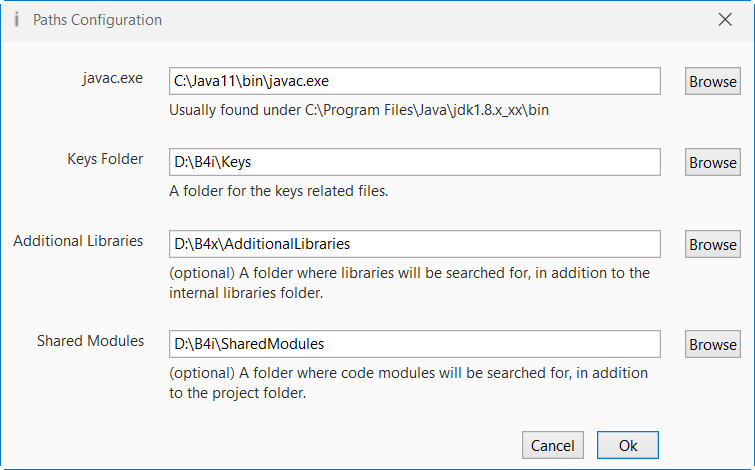 Paths Configuration
javac.exe
C:\Java11\bin\javac.exe
Browse
Usually found under C:\Program Files\Java\jdk1.8.x_xx\bin
Keys Folder
D:\B4i\Keys
Browse
A folder for the keys related files.
Additional Libraries
D:\B4x\AdditionalLibraries
Browse
(optional) A folder where libraries will be searched for, in addition to the
internal libraries folder.
Shared Modules
D:\B4i\SharedModules
Browse
(optional) A folder where code modules will be searched for, in addition
to the project folder.
Cancel
Ok